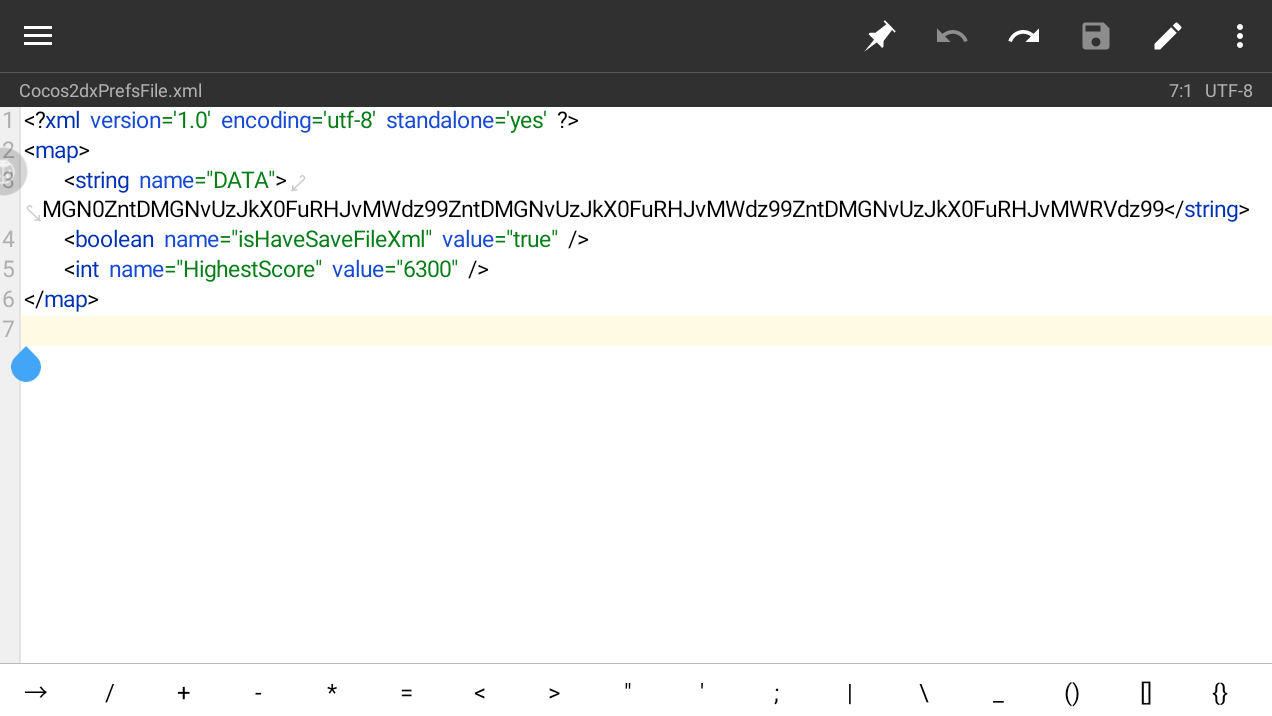 Cocos2dxPrefsFile.xml 7:1 UTF-8
1 <?xml version='1.0' encoding='utf-8' standalone='yes' ?>
2 <map>
3 <string name="DATA">
MGN0ZntDMGNvUzJkX0FuRHJvMWdz99ZntDMGNvUzJkX0FuRHJvMWdz99ZntDMGNvUzJkX0FuRHJvMWRVdz99</string>
4 <boolean name="isHaveSaveFileXml" value="true" />
5 <int name="HighestScore" value="6300" />
6 </map>
7
→ / + - * = < > " ' ; | \ _ () [] {}